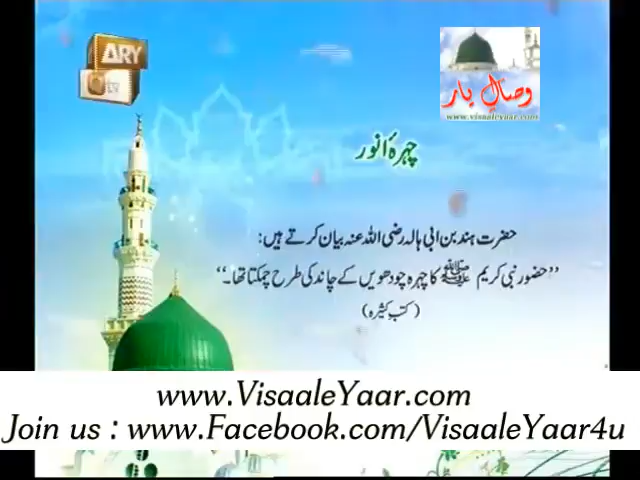 ARY
Qtv
وصالِ یار
www.visaaleyaar.com
چہرۂ انور
حضرت ہند بن ابی ہالہ رضی اللہ عنہ بیان کرتے ہیں:
”حضور نبی کریم ﷺ کا چہرہ چودھویں کے چاند کی طرح چمکتا تھا۔“
(کتب کثیرہ)
www.VisaaleYaar.com
Join us : www.Facebook.com/VisaaleYaar4u